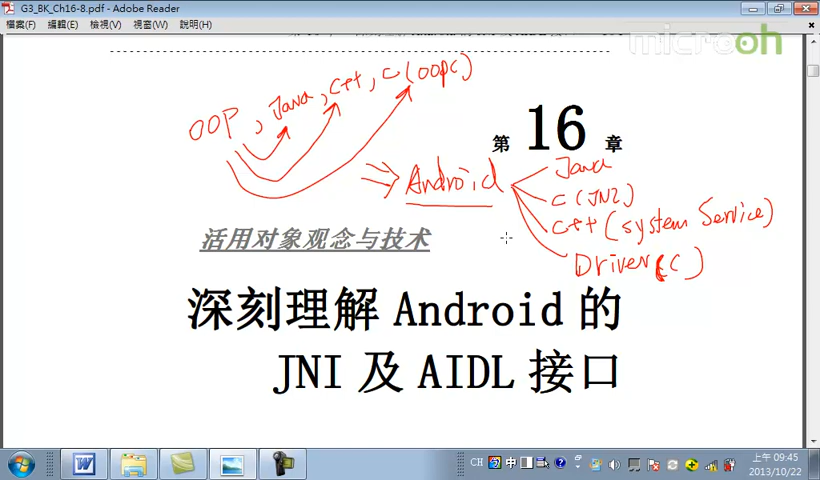 G3_BK_Ch16-8.pdf - Adobe Reader
檔案(F) 編輯(E) 檢視(V) 視窗(W) 說明(H)
microoh
OOP, Java, C++, C(OOPC)
第 16 章
Android
Java
C(JNI)
C++(System Service)
Driver(C)
活用对象观念与技术
深刻理解 Android 的
JNI 及 AIDL 接口
CH 中
上午 09:45
2013/10/22